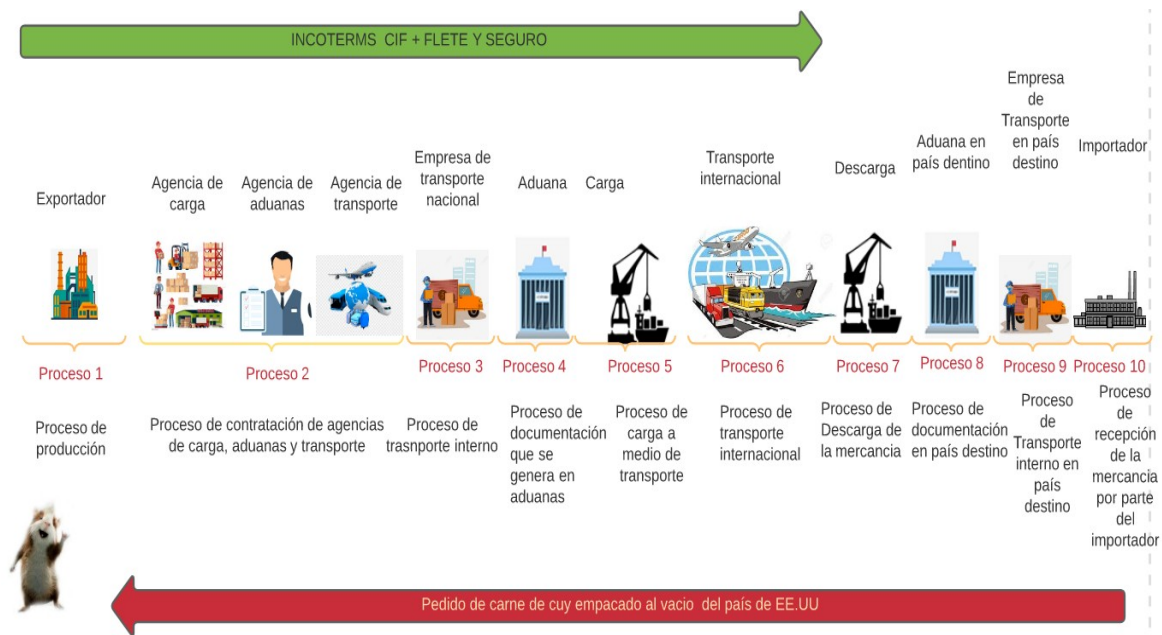 INCOTERMS CIF + FLETE Y SEGURO
Exportador
Agencia de
carga
Agencia de
aduanas
Agencia de
transporte
Empresa de
transporte
nacional
Aduana
Carga
Transporte
internacional
Descarga
Aduana en
país dentino
Empresa
de
Transporte
en país
destino
Importador
Proceso 1
Proceso 2
Proceso 3
Proceso 4
Proceso 5
Proceso 6
Proceso 7
Proceso 8
Proceso 9
Proceso 10
Proceso de
producción
Proceso de contratación de agencias
de carga, aduanas y transporte
Proceso de
trasnporte interno
Proceso de
documentación
que se
genera en
aduanas
Proceso de
carga a
medio de
transporte
Proceso de
transporte
internacional
Proceso de
Descarga de
la mercancia
Proceso de
documentación
en país destino
Proceso
de
Transporte
interno en
país
destino
Proceso
de
recepción
de la
mercancia
por parte
del
importador
Pedido de carne de cuy empacado al vacio del país de EE.UU